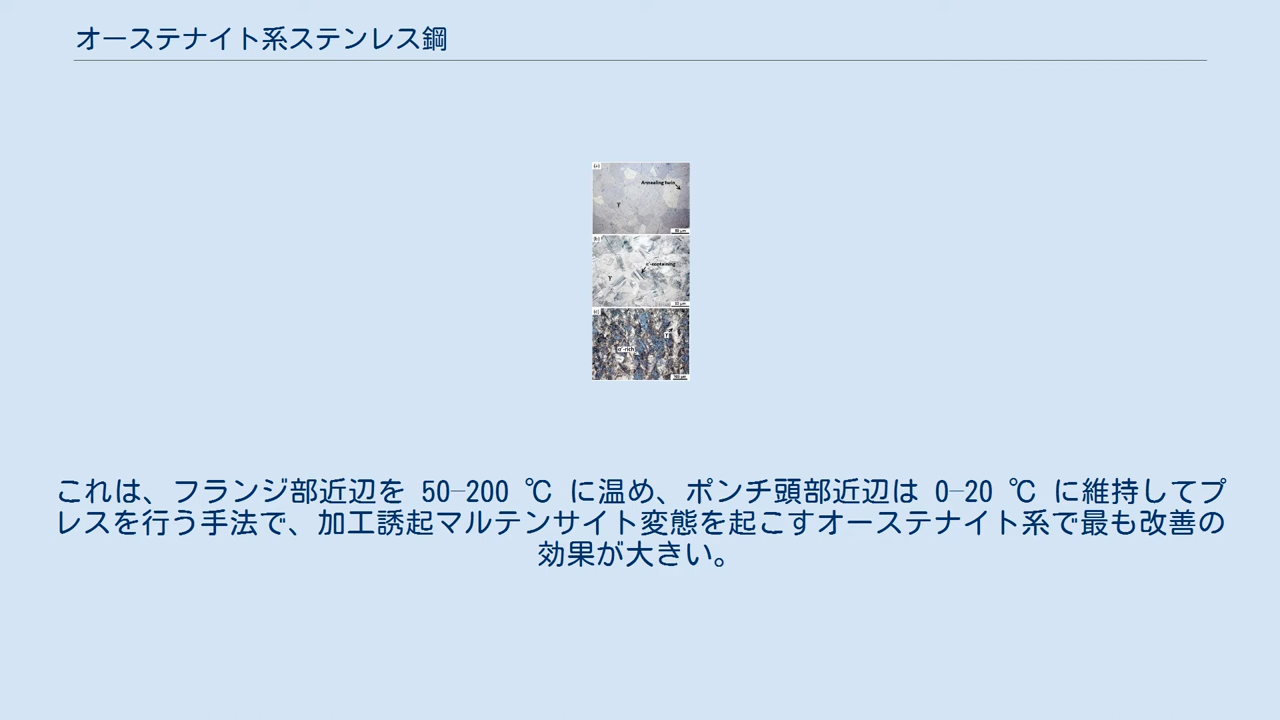 オーステナイト系ステンレス鋼
(a)
Annealing twin
γ
(b)
α'-containing
γ
(c)
γ
α'-rich
これは、フランジ部近辺を 50–200 ℃ に温め、ポンチ頭部近辺は 0–20 ℃ に維持してプ
レスを行う手法で、加工誘起マルテンサイト変態を起こすオーステナイト系で最も改善の
効果が大きい。